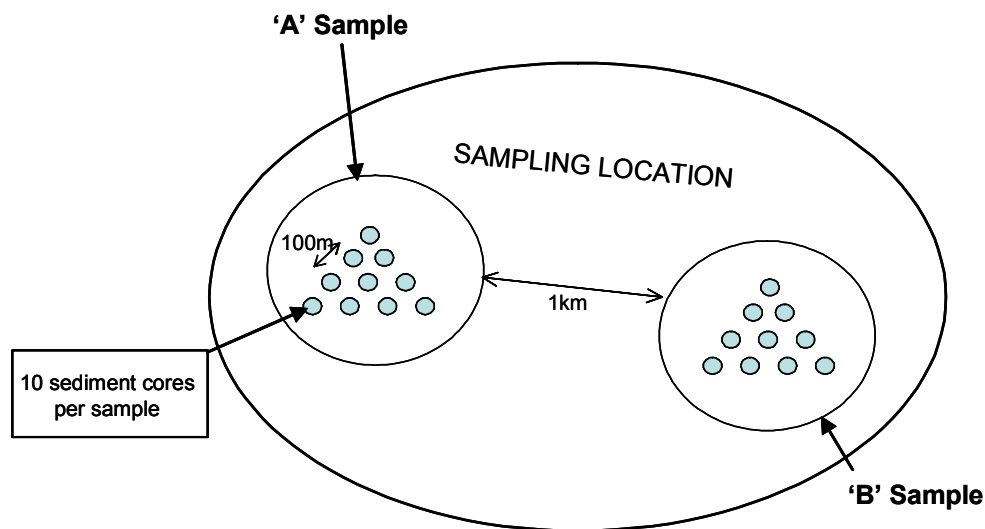 ‘A’ Sample
SAMPLING LOCATION
100m
1km
10 sediment cores
per sample
‘B’ Sample